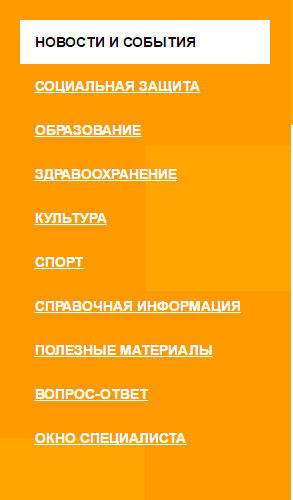 НОВОСТИ И СОБЫТИЯ
СОЦИАЛЬНАЯ ЗАЩИТА
ОБРАЗОВАНИЕ
ЗДРАВООХРАНЕНИЕ
КУЛЬТУРА
СПОРТ
СПРАВОЧНАЯ ИНФОРМАЦИЯ
ПОЛЕЗНЫЕ МАТЕРИАЛЫ
ВОПРОС-ОТВЕТ
ОКНО СПЕЦИАЛИСТА